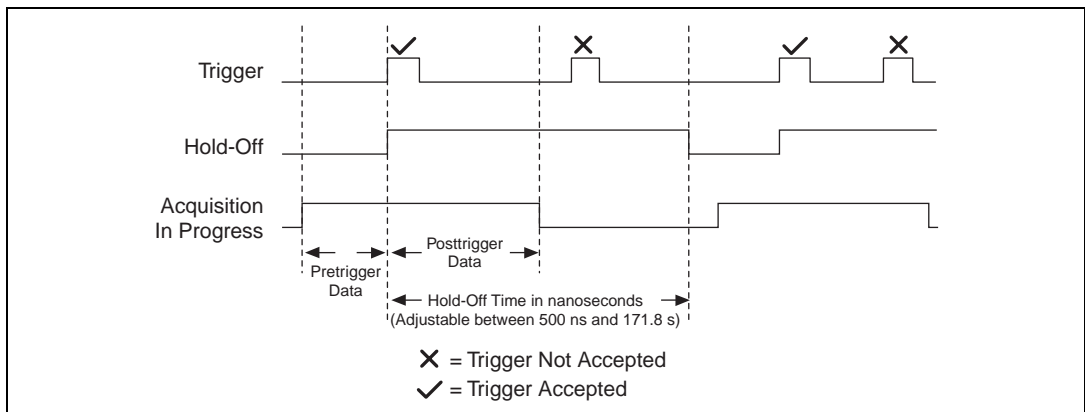 Trigger
Hold-Off
Acquisition
In Progress
Pretrigger
Data
Posttrigger
Data
Hold-Off Time in nanoseconds
(Adjustable between 500 ns and 171.8 s)
= Trigger Not Accepted
= Trigger Accepted